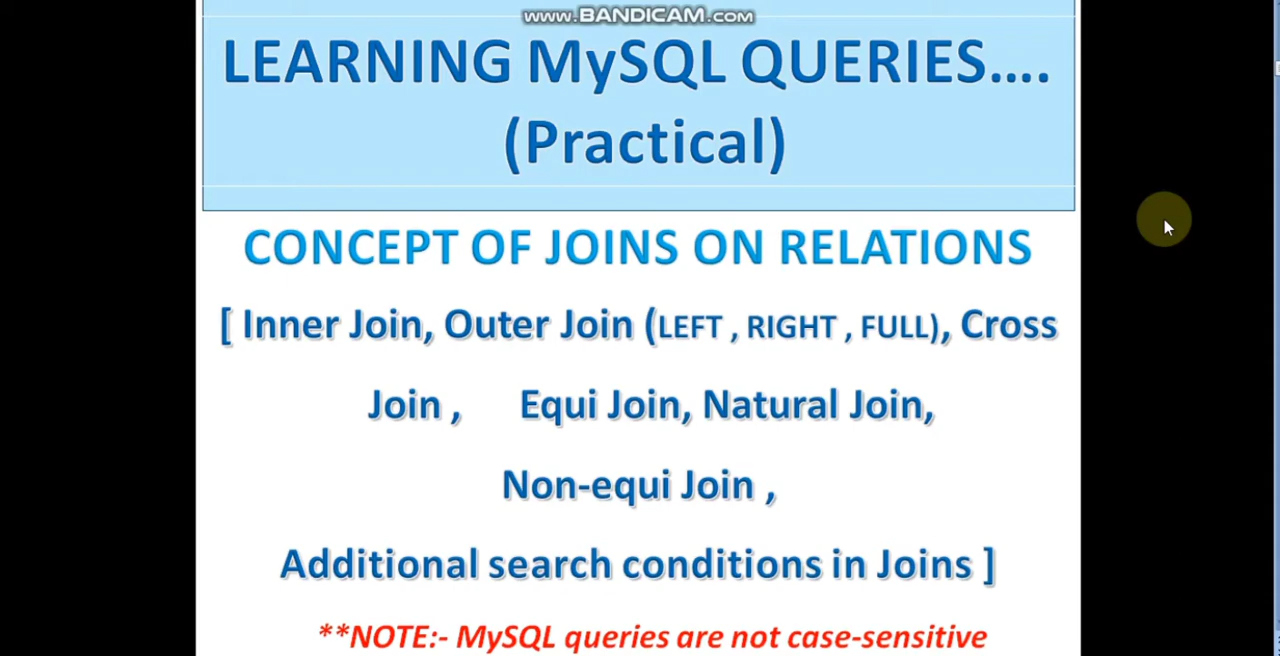 www.BANDICAM.com
LEARNING MySQL QUERIES....
(Practical)
CONCEPT OF JOINS ON RELATIONS
[ Inner Join, Outer Join (LEFT , RIGHT , FULL), Cross
Join , Equi Join, Natural Join,
Non-equi Join ,
Additional search conditions in Joins ]
**NOTE:- MySQL queries are not case-sensitive